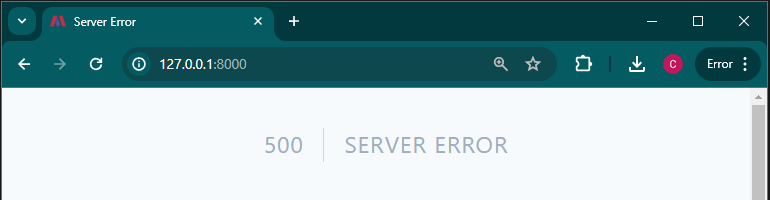 Server Error
127.0.0.1:8000
C
Error
500
SERVER ERROR